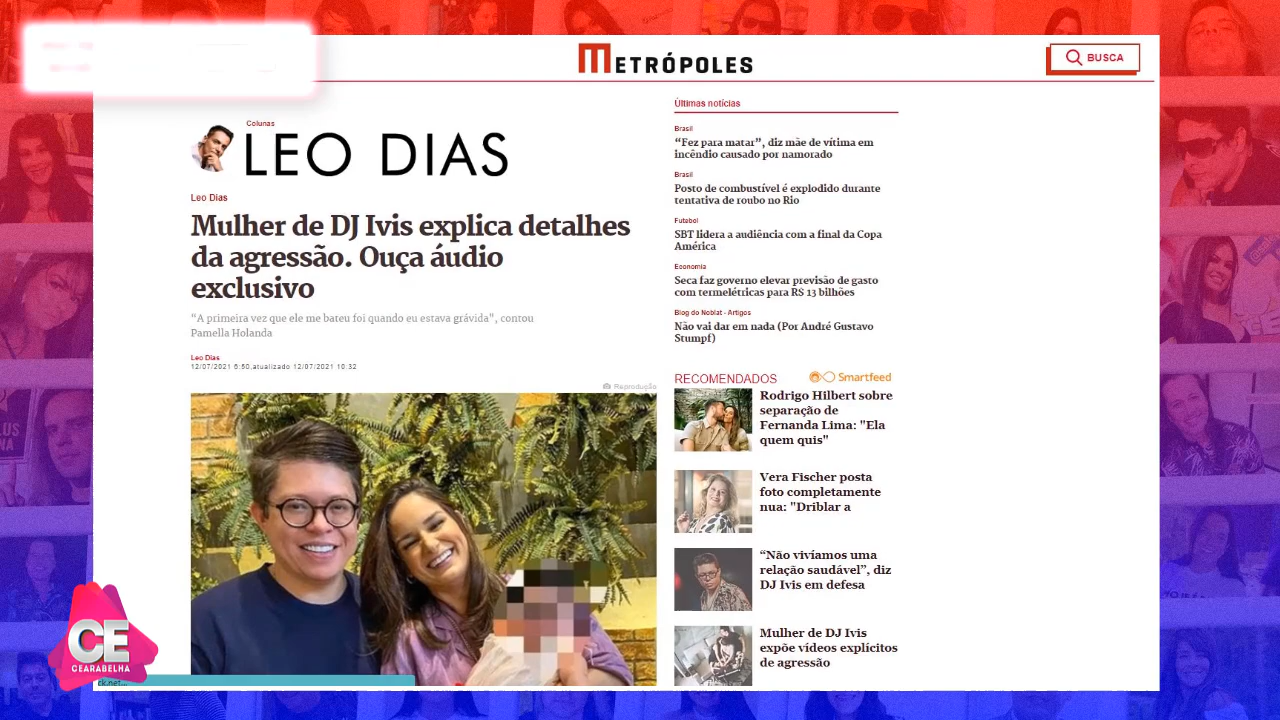 METRÓPOLES
BUSCA
Colunas
LEO DIAS
Leo Dias
Mulher de DJ Ivis explica detalhes
da agressão. Ouça áudio
exclusivo
“A primeira vez que ele me bateu foi quando eu estava grávida”, contou
Pamella Holanda
Leo Dias
12/07/2021 6:50,atualizado 12/07/2021 10:32
Reprodução
Últimas notícias
Brasil
“Fez para matar”, diz mãe de vítima em
incêndio causado por namorado
Brasil
Posto de combustível é explodido durante
tentativa de roubo no Rio
Futebol
SBT lidera a audiência com a final da Copa
América
Economia
Seca faz governo elevar previsão de gasto
com termelétricas para R$ 13 bilhões
Blog do Noblat - Artigos
Não vai dar em nada (Por André Gustavo
Stumpf)
RECOMENDADOS
Smartfeed
Rodrigo Hilbert sobre
separação de
Fernanda Lima: "Ela
quem quis"
Vera Fischer posta
foto completamente
nua: "Driblar a
“Não vivíamos uma
relação saudável”, diz
DJ Ivis em defesa
Mulher de DJ Ivis
expõe vídeos explícitos
de agressão
CE
CEARABELHA
ck.net...